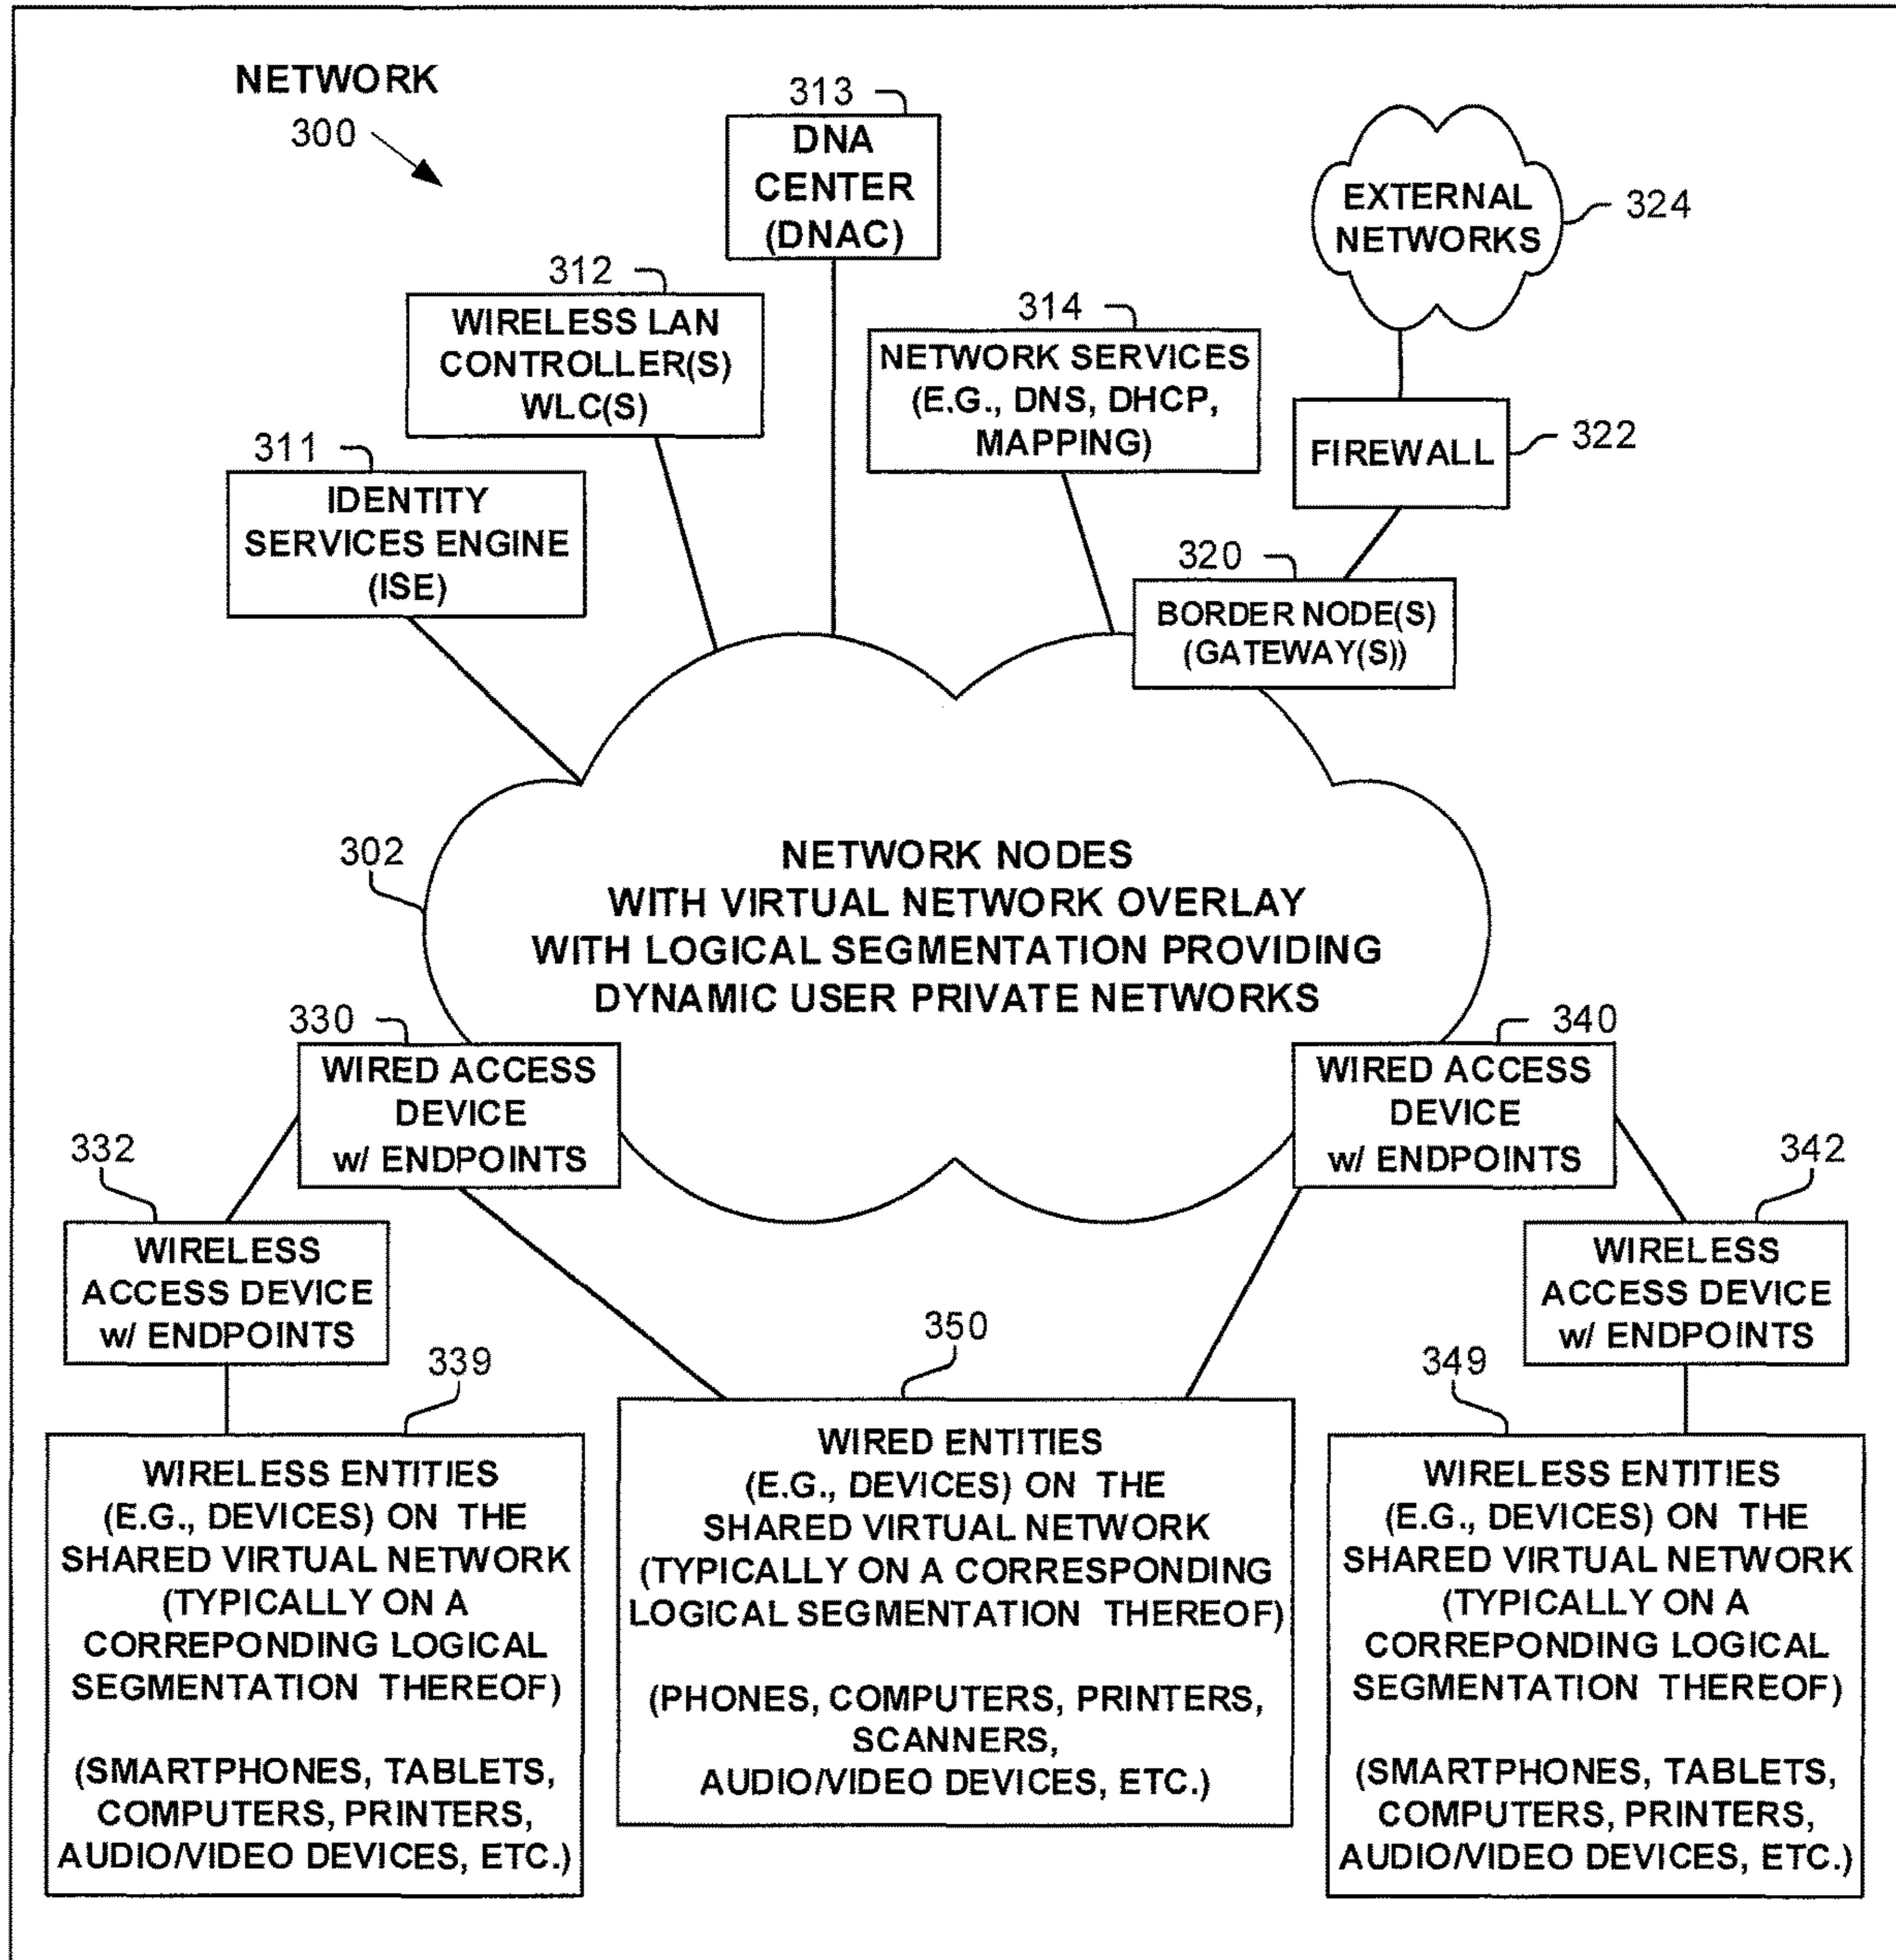 NETWORK
300
313
DNA
CENTER
(DNAC)
EXTERNAL
NETWORKS
324
312
WIRELESS LAN
CONTROLLER(S)
WLC(S)
314
NETWORK SERVICES
(E.G., DNS, DHCP,
MAPPING)
FIREWALL
322
311
IDENTITY
SERVICES ENGINE
(ISE)
320
BORDER NODE(S)
(GATEWAY(S))
302
NETWORK NODES
WITH VIRTUAL NETWORK OVERLAY
WITH LOGICAL SEGMENTATION PROVIDING
DYNAMIC USER PRIVATE NETWORKS
330
WIRED ACCESS
DEVICE
w/ ENDPOINTS
340
WIRED ACCESS
DEVICE
w/ ENDPOINTS
332
WIRELESS
ACCESS DEVICE
w/ ENDPOINTS
342
WIRELESS
ACCESS DEVICE
w/ ENDPOINTS
339
WIRELESS ENTITIES
(E.G., DEVICES) ON THE
SHARED VIRTUAL NETWORK
(TYPICALLY ON A
CORREPONDING LOGICAL
SEGMENTATION THEREOF)
(SMARTPHONES, TABLETS,
COMPUTERS, PRINTERS,
AUDIO/VIDEO DEVICES, ETC.)
350
WIRED ENTITIES
(E.G., DEVICES) ON THE
SHARED VIRTUAL NETWORK
(TYPICALLY ON A CORRESPONDING
LOGICAL SEGMENTATION THEREOF)
(PHONES, COMPUTERS, PRINTERS,
SCANNERS,
AUDIO/VIDEO DEVICES, ETC.)
349
WIRELESS ENTITIES
(E.G., DEVICES) ON THE
SHARED VIRTUAL NETWORK
(TYPICALLY ON A
CORREPONDING LOGICAL
SEGMENTATION THEREOF)
(SMARTPHONES, TABLETS,
COMPUTERS, PRINTERS,
AUDIO/VIDEO DEVICES, ETC.)